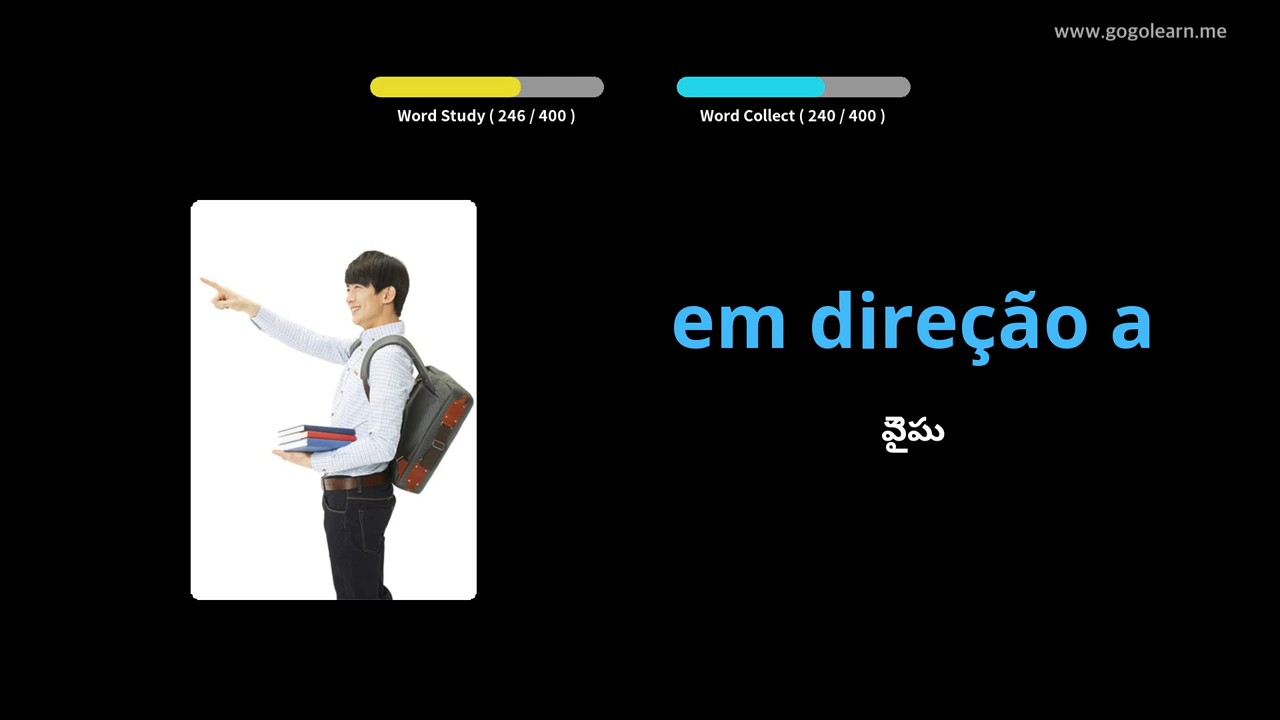 www.gogolearn.me
Word Study ( 246 / 400 )
Word Collect ( 240 / 400 )
em direção a
వైపు